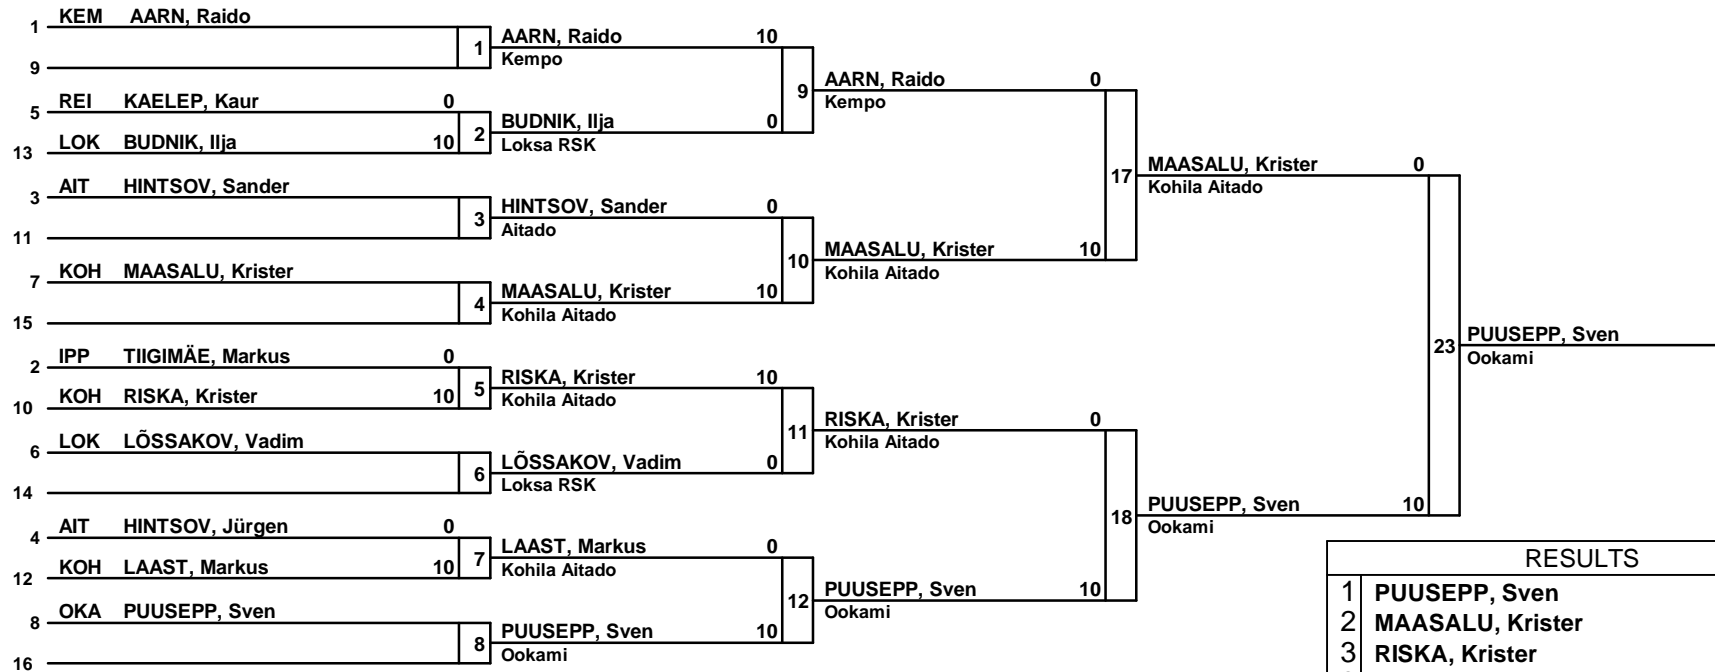 1 KEM AARN, Raido
9
1 AARN, Raido 10
Kempo
5 REI KAELEP, Kaur 0
13 LOK BUDNIK, Ilja 10
2 BUDNIK, Ilja 0
Loksa RSK
9 AARN, Raido 0
Kempo
3 AIT HINTSOV, Sander
11
3 HINTSOV, Sander 0
Aitado
7 KOH MAASALU, Krister
15
4 MAASALU, Krister 10
Kohila Aitado
10 MAASALU, Krister 10
Kohila Aitado
17 MAASALU, Krister 0
Kohila Aitado
2 IPP TIIGIMÄE, Markus 0
10 KOH RISKA, Krister 10
5 RISKA, Krister 10
Kohila Aitado
6 LOK LÕSSAKOV, Vadim
14
6 LÕSSAKOV, Vadim 0
Loksa RSK
11 RISKA, Krister 0
Kohila Aitado
4 AIT HINTSOV, Jürgen 0
12 KOH LAAST, Markus 10
7 LAAST, Markus 0
Kohila Aitado
8 OKA PUUSEPP, Sven
16
8 PUUSEPP, Sven 10
Ookami
12 PUUSEPP, Sven 10
Ookami
18 PUUSEPP, Sven 10
Ookami
23 PUUSEPP, Sven
Ookami
RESULTS
1 PUUSEPP, Sven
2 MAASALU, Krister
3 RISKA, Krister